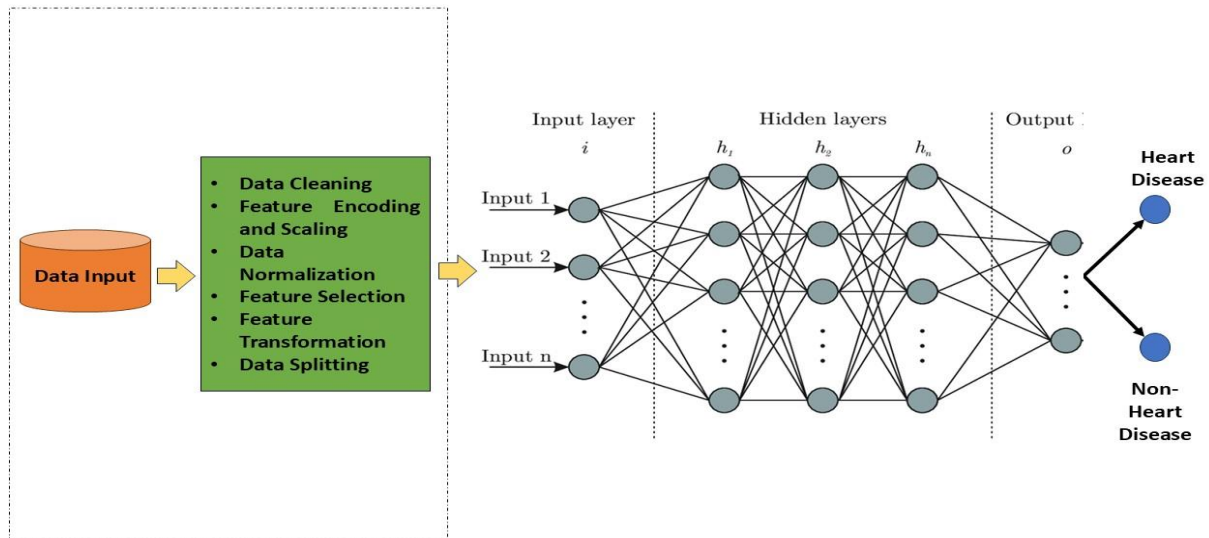 Data Input
• Data Cleaning
• Feature Encoding
and Scaling
• Data
Normalization
• Feature Selection
• Feature
Transformation
• Data Splitting
Input layer
i
Input 1
Input 2
Input n
Hidden layers
h₁
h₂
hₙ
Output
o
Heart
Disease
Non-
Heart
Disease